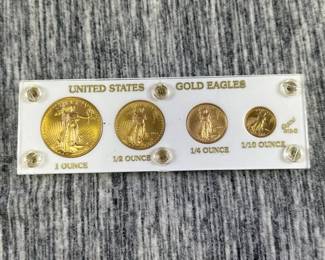 UNITED STATES GOLD EAGLES
1 OUNCE
1/2 OUNCE
1/4 OUNCE
1/10 OUNCE